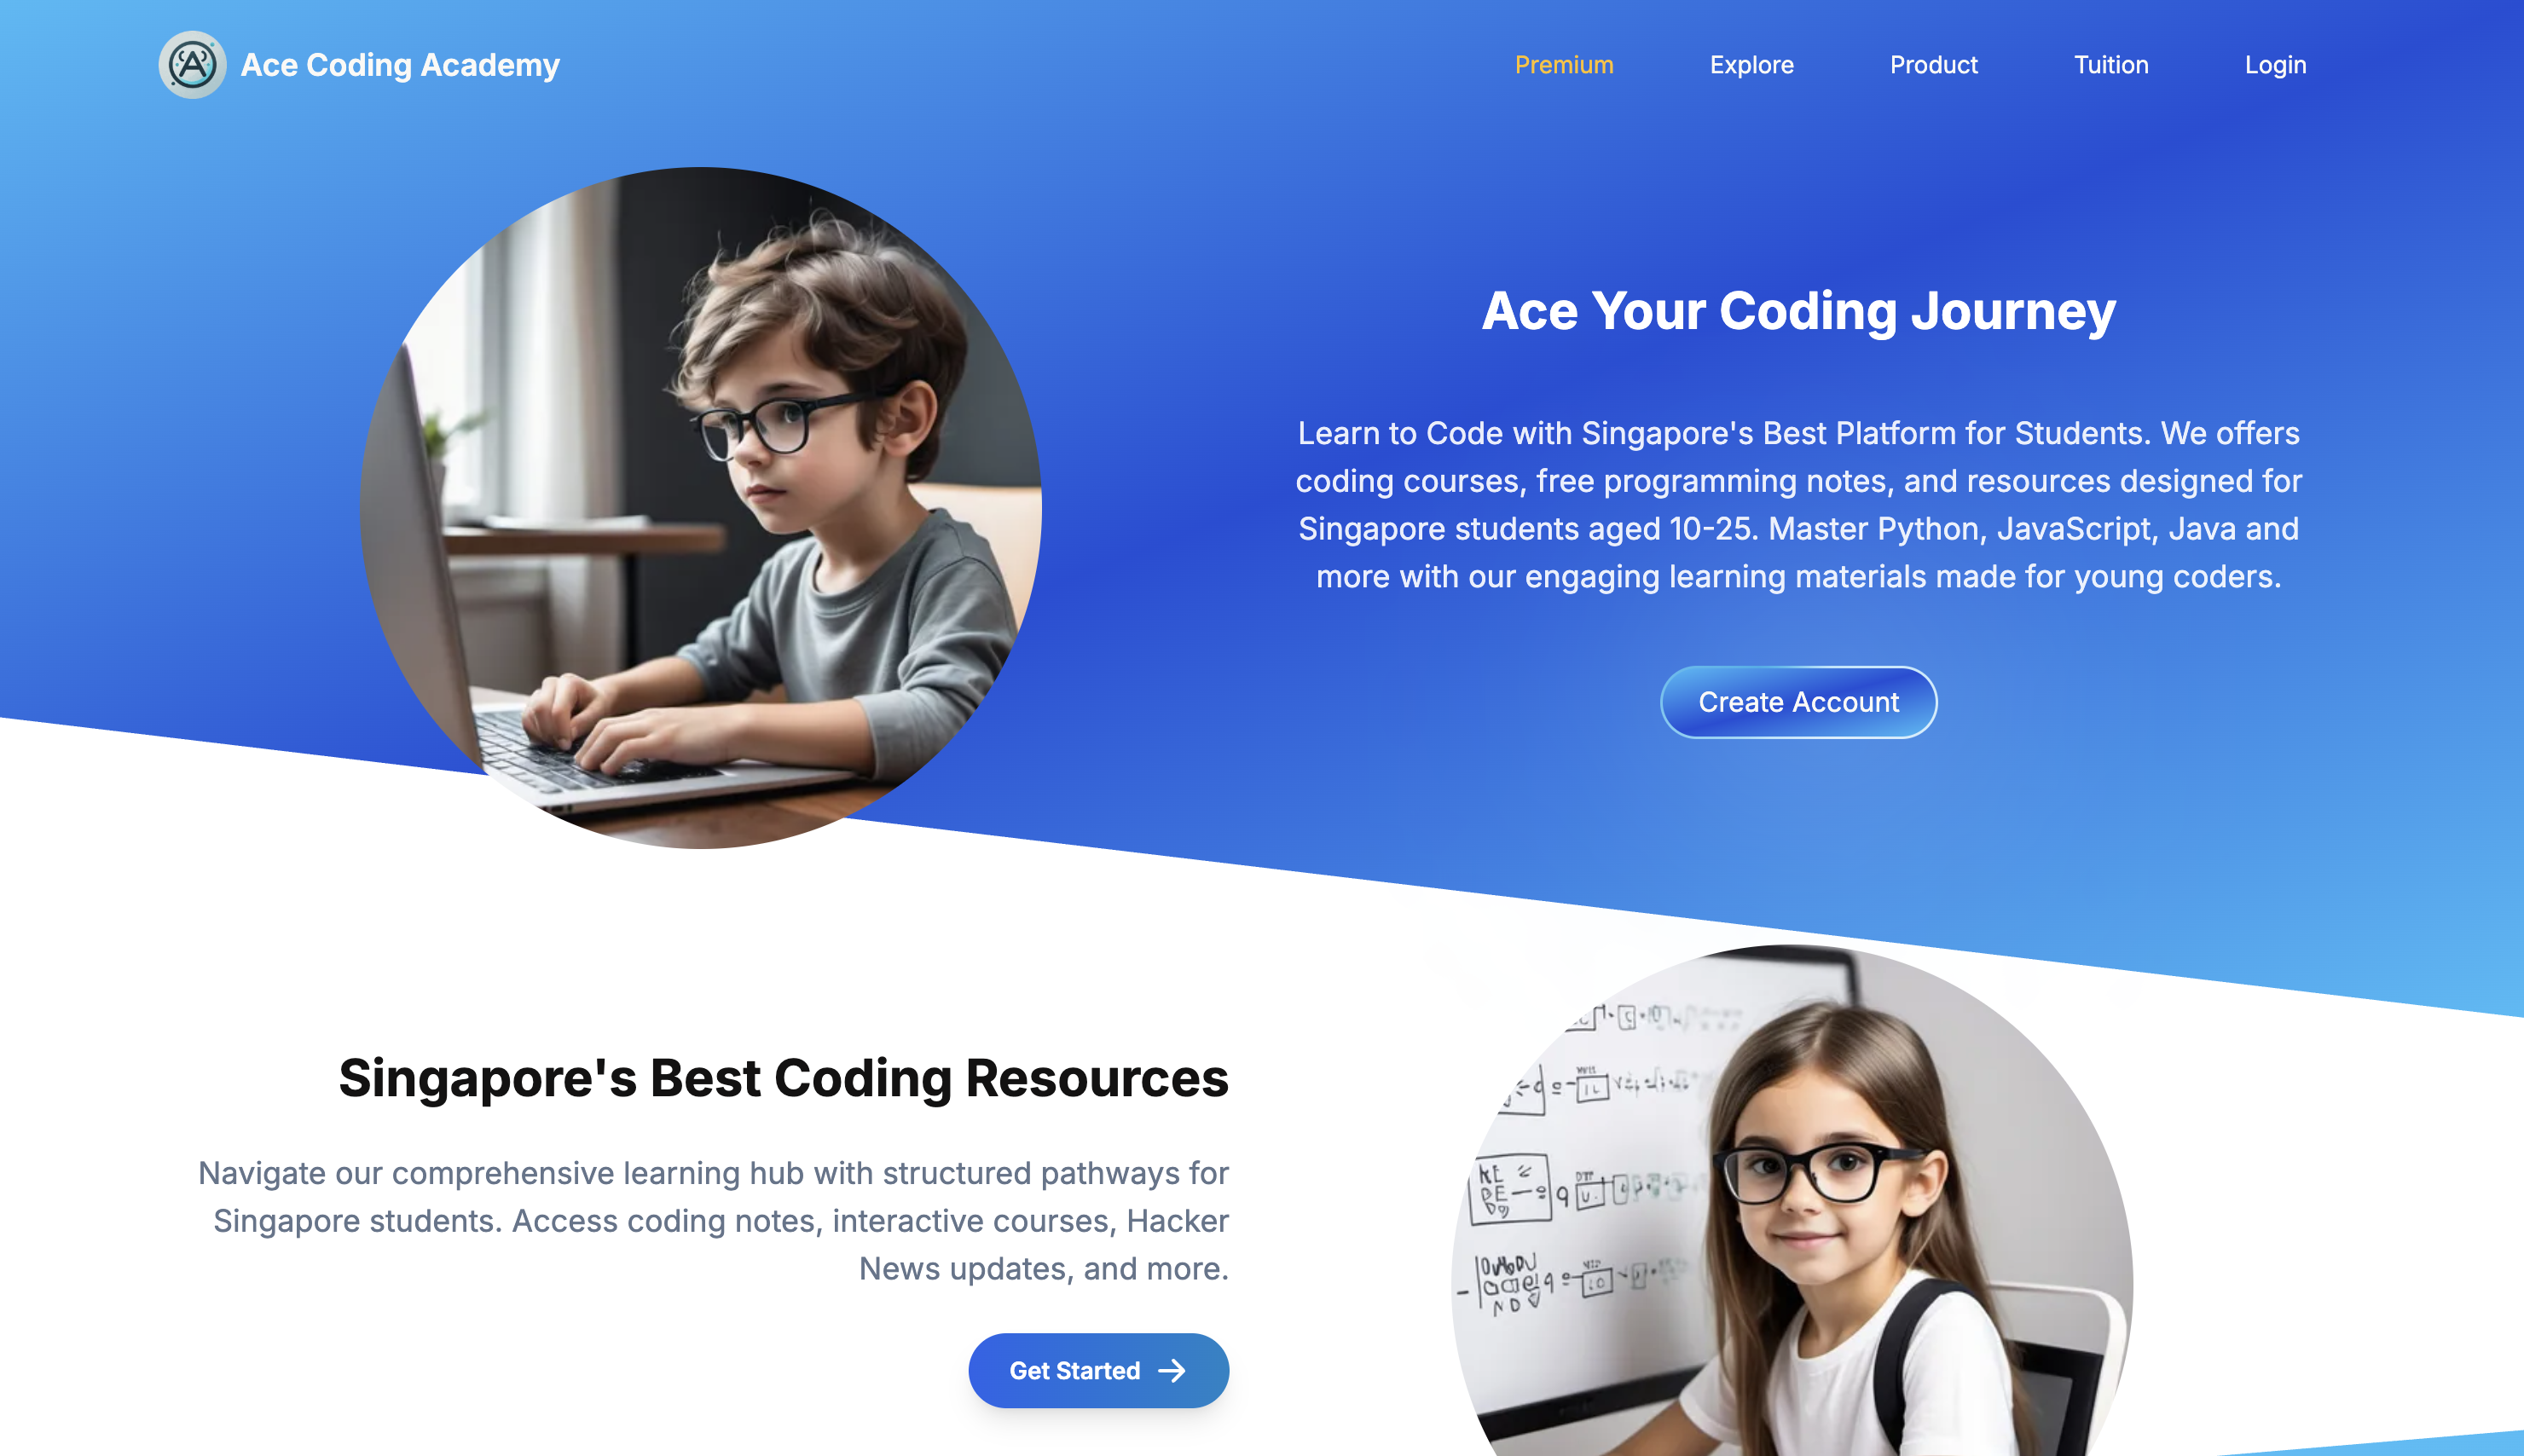 Ace Coding Academy
Premium
Explore
Product
Tuition
Login
Ace Your Coding Journey
Learn to Code with Singapore's Best Platform for Students. We offers
coding courses, free programming notes, and resources designed for
Singapore students aged 10-25. Master Python, JavaScript, Java and
more with our engaging learning materials made for young coders.
Create Account
Singapore's Best Coding Resources
Navigate our comprehensive learning hub with structured pathways for
Singapore students. Access coding notes, interactive courses, Hacker
News updates, and more.
Get Started